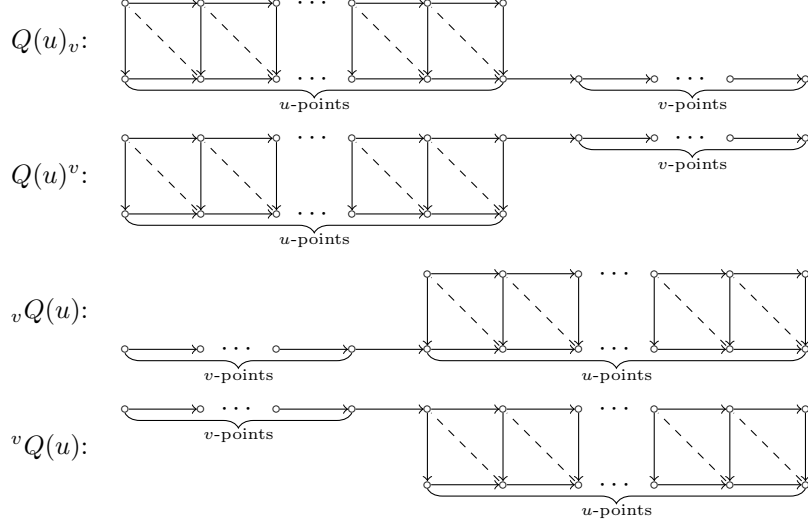 Q(u)_v:
u-points
v-points
Q(u)^v:
v-points
u-points
_vQ(u):
v-points
u-points
^vQ(u):
v-points
u-points